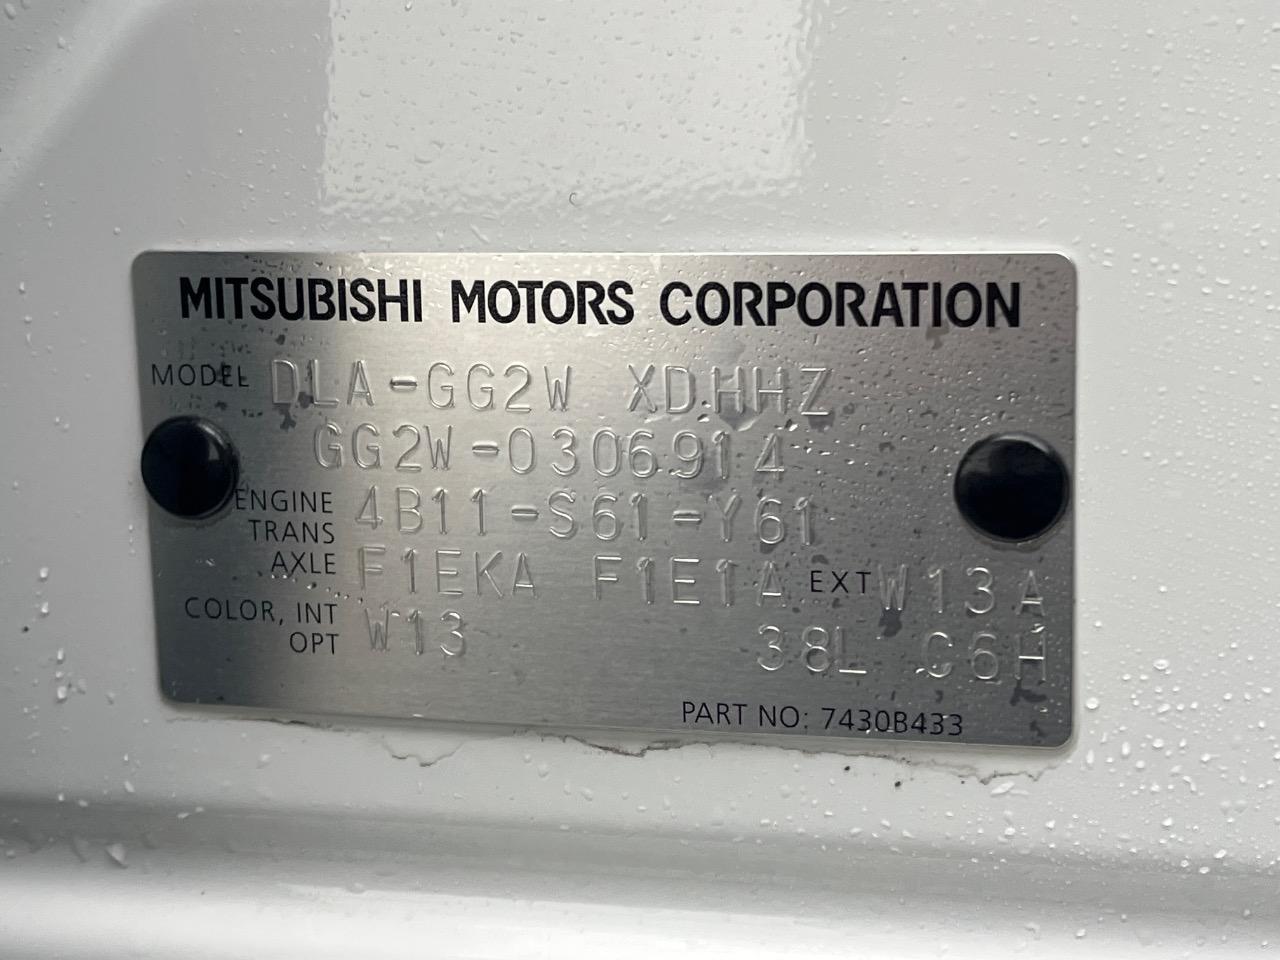 MITSUBISHI MOTORS CORPORATION
MODEL DLA-GG2W XDHHZ
GG2W-0306914
ENGINE 4B11-S61-Y61
TRANS
AXLE F1EKA F1E1A EXT W13A
COLOR, INT W13
OPT 38L C6H
PART NO: 7430B433